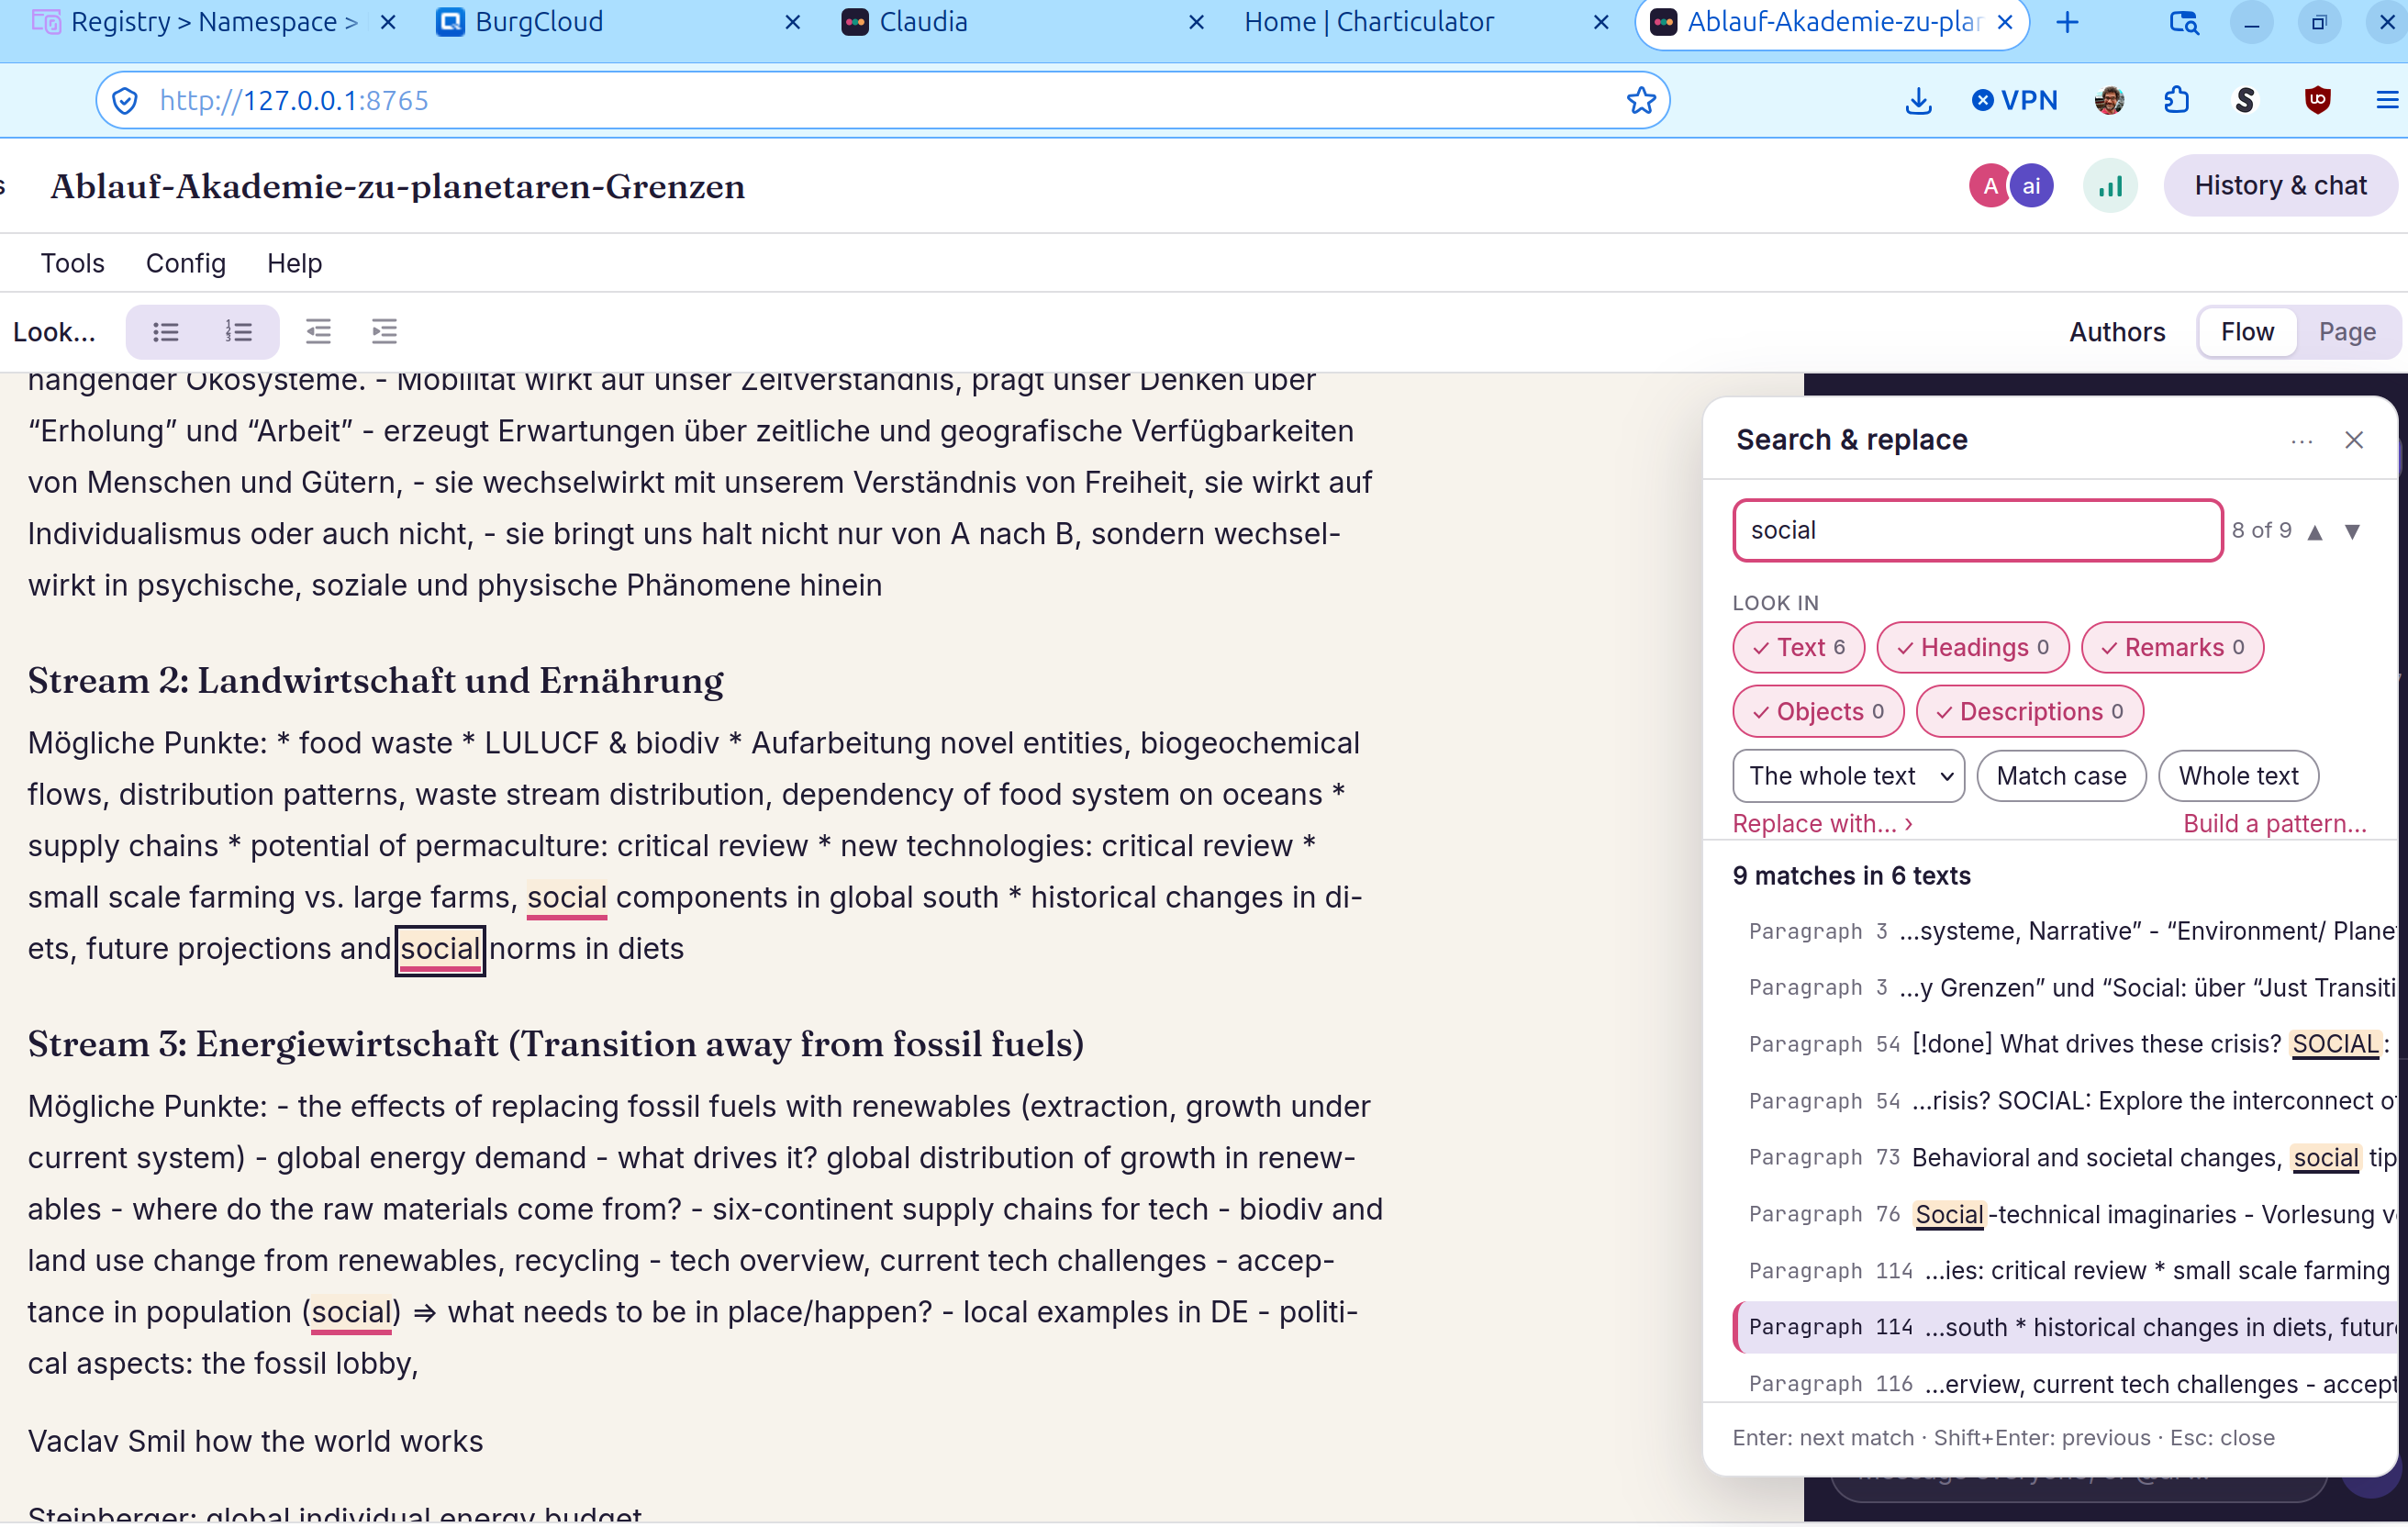 Registry > Namespace >
BurgCloud
Claudia
Home | Charticulator
Ablauf-Akademie-zu-plan
http://127.0.0.1:8765
VPN
Ablauf-Akademie-zu-planetaren-Grenzen
A
ai
History & chat
Tools
Config
Help
Look...
Authors
Flow
Page
hängender Ökosysteme. - Mobilität wirkt auf unser Zeitverständnis, prägt unser Denken über
“Erholung” und “Arbeit” - erzeugt Erwartungen über zeitliche und geografische Verfügbarkeiten
von Menschen und Gütern, - sie wechselwirkt mit unserem Verständnis von Freiheit, sie wirkt auf
Individualismus oder auch nicht, - sie bringt uns halt nicht nur von A nach B, sondern wechsel-
wirkt in psychische, soziale und physische Phänomene hinein
Stream 2: Landwirtschaft und Ernährung
Mögliche Punkte: * food waste * LULUCF & biodiv * Aufarbeitung novel entities, biogeochemical
flows, distribution patterns, waste stream distribution, dependency of food system on oceans *
supply chains * potential of permaculture: critical review * new technologies: critical review *
small scale farming vs. large farms, social components in global south * historical changes in di-
ets, future projections and social norms in diets
Stream 3: Energiewirtschaft (Transition away from fossil fuels)
Mögliche Punkte: - the effects of replacing fossil fuels with renewables (extraction, growth under
current system) - global energy demand - what drives it? global distribution of growth in renew-
ables - where do the raw materials come from? - six-continent supply chains for tech - biodiv and
land use change from renewables, recycling - tech overview, current tech challenges - accep-
tance in population (social) ⇒ what needs to be in place/happen? - local examples in DE - politi-
cal aspects: the fossil lobby,
Vaclav Smil how the world works
Steinberger: global individual energy budget
Search & replace
social
8 of 9
LOOK IN
Text 6
Headings 0
Remarks 0
Objects 0
Descriptions 0
The whole text
Match case
Whole text
Replace with... ›
Build a pattern...
9 matches in 6 texts
Paragraph 3 ...systeme, Narrative” - “Environment/ Plane
Paragraph 3 ...y Grenzen” und “Social: über “Just Transiti
Paragraph 54 [!done] What drives these crisis? SOCIAL:
Paragraph 54 ...risis? SOCIAL: Explore the interconnect o
Paragraph 73 Behavioral and societal changes, social tip
Paragraph 76 Social-technical imaginaries - Vorlesung v
Paragraph 114 ...ies: critical review * small scale farming
Paragraph 114 ...south * historical changes in diets, futur
Paragraph 116 ...erview, current tech challenges - accept
Enter: next match · Shift+Enter: previous · Esc: close